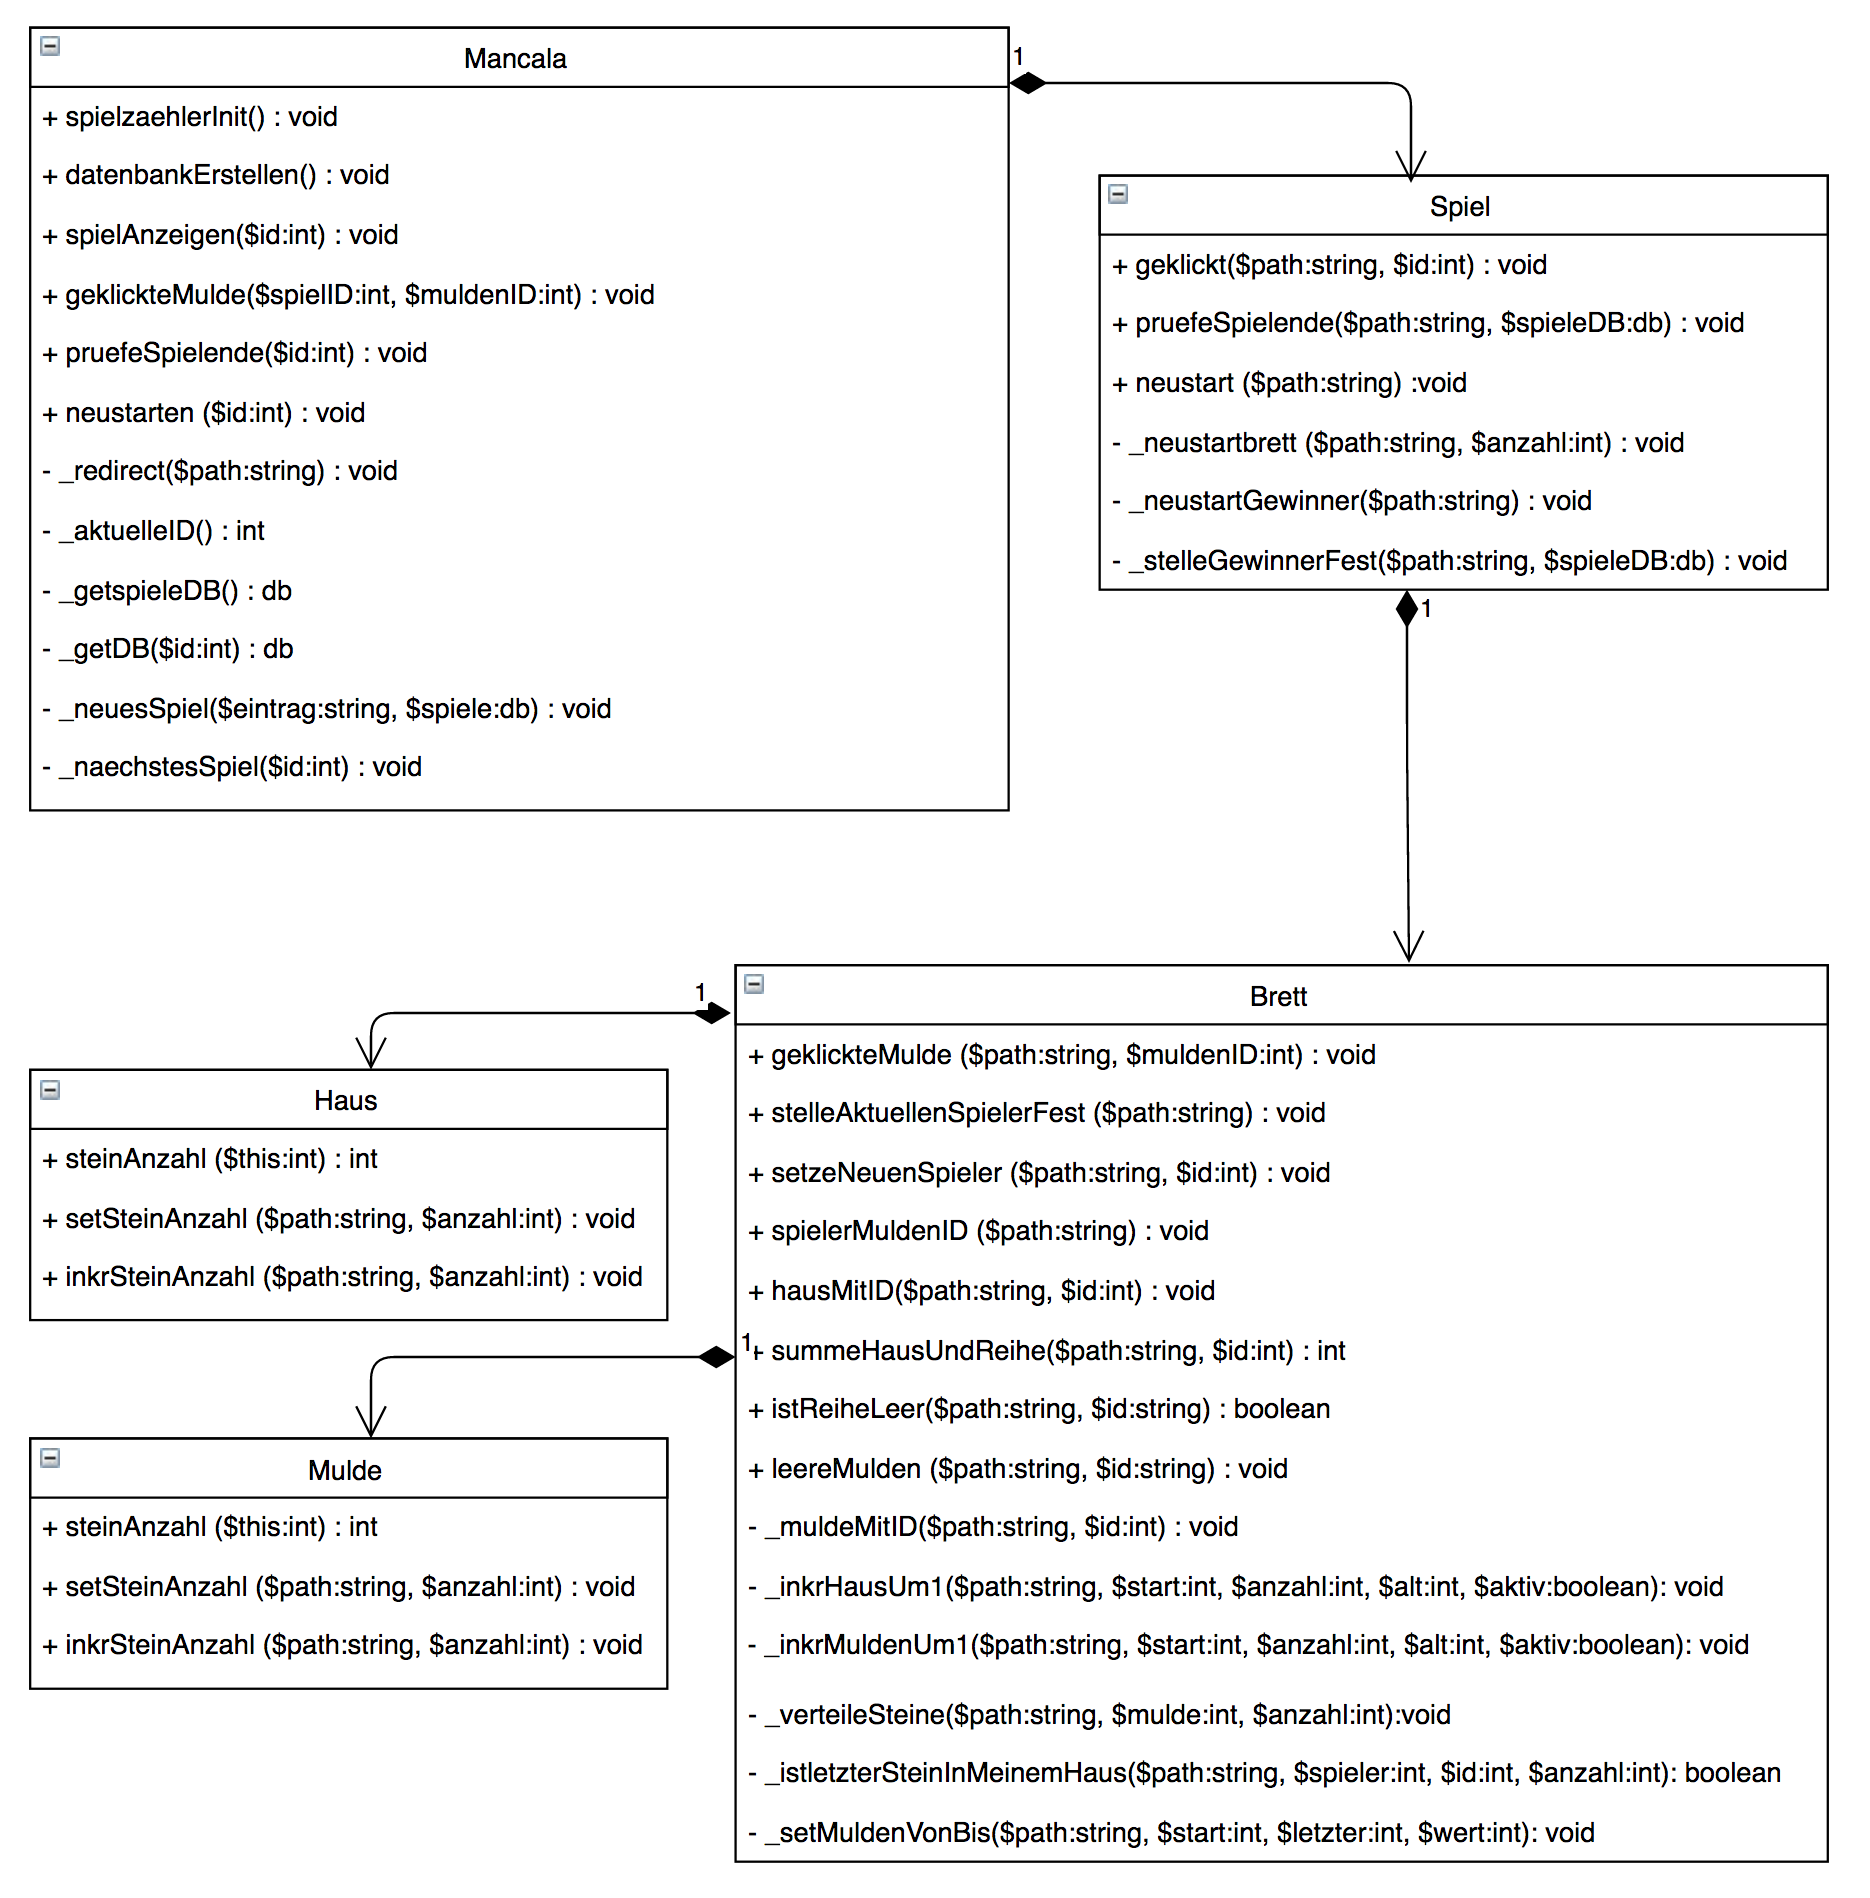 Mancala
+ spielzaehlerInit() : void
+ datenbankErstellen() : void
+ spielAnzeigen($id:int) : void
+ geklickteMulde($spielID:int, $muldenID:int) : void
+ pruefeSpielende($id:int) : void
+ neustarten ($id:int) : void
- _redirect($path:string) : void
- _aktuelleID() : int
- _getspieleDB() : db
- _getDB($id:int) : db
- _neuesSpiel($eintrag:string, $spiele:db) : void
- _naechstesSpiel($id:int) : void
1
Spiel
+ geklickt($path:string, $id:int) : void
+ pruefeSpielende($path:string, $spieleDB:db) : void
+ neustart ($path:string) :void
- _neustartbrett ($path:string, $anzahl:int) : void
- _neustartGewinner($path:string) : void
- _stelleGewinnerFest($path:string, $spieleDB:db) : void
1
1
Haus
+ steinAnzahl ($this:int) : int
+ setSteinAnzahl ($path:string, $anzahl:int) : void
+ inkrSteinAnzahl ($path:string, $anzahl:int) : void
1
Mulde
+ steinAnzahl ($this:int) : int
+ setSteinAnzahl ($path:string, $anzahl:int) : void
+ inkrSteinAnzahl ($path:string, $anzahl:int) : void
Brett
+ geklickteMulde ($path:string, $muldenID:int) : void
+ stelleAktuellenSpielerFest ($path:string) : void
+ setzeNeuenSpieler ($path:string, $id:int) : void
+ spielerMuldenID ($path:string) : void
+ hausMitID($path:string, $id:int) : void
+ summeHausUndReihe($path:string, $id:int) : int
+ istReiheLeer($path:string, $id:string) : boolean
+ leereMulden ($path:string, $id:string) : void
- _muldeMitID($path:string, $id:int) : void
- _inkrHausUm1($path:string, $start:int, $anzahl:int, $alt:int, $aktiv:boolean): void
- _inkrMuldenUm1($path:string, $start:int, $anzahl:int, $alt:int, $aktiv:boolean): void
- _verteileSteine($path:string, $mulde:int, $anzahl:int):void
- _istletzterSteinInMeinemHaus($path:string, $spieler:int, $id:int, $anzahl:int): boolean
- _setMuldenVonBis($path:string, $start:int, $letzter:int, $wert:int): void